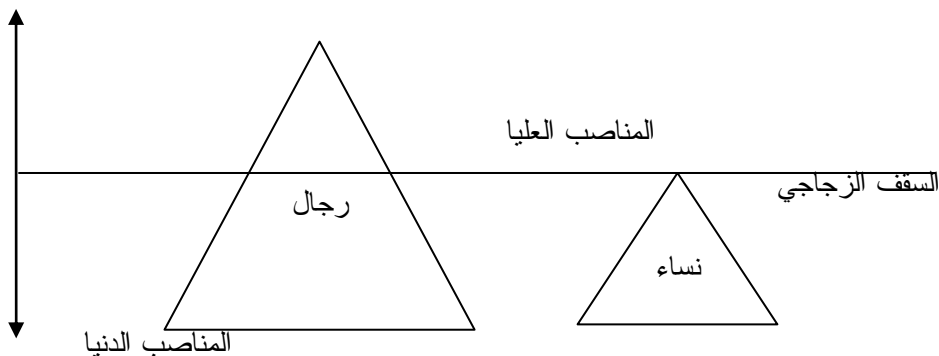 المناصب العليا
السقف الزجاجي
رجال
نساء
المناصب الدنيا